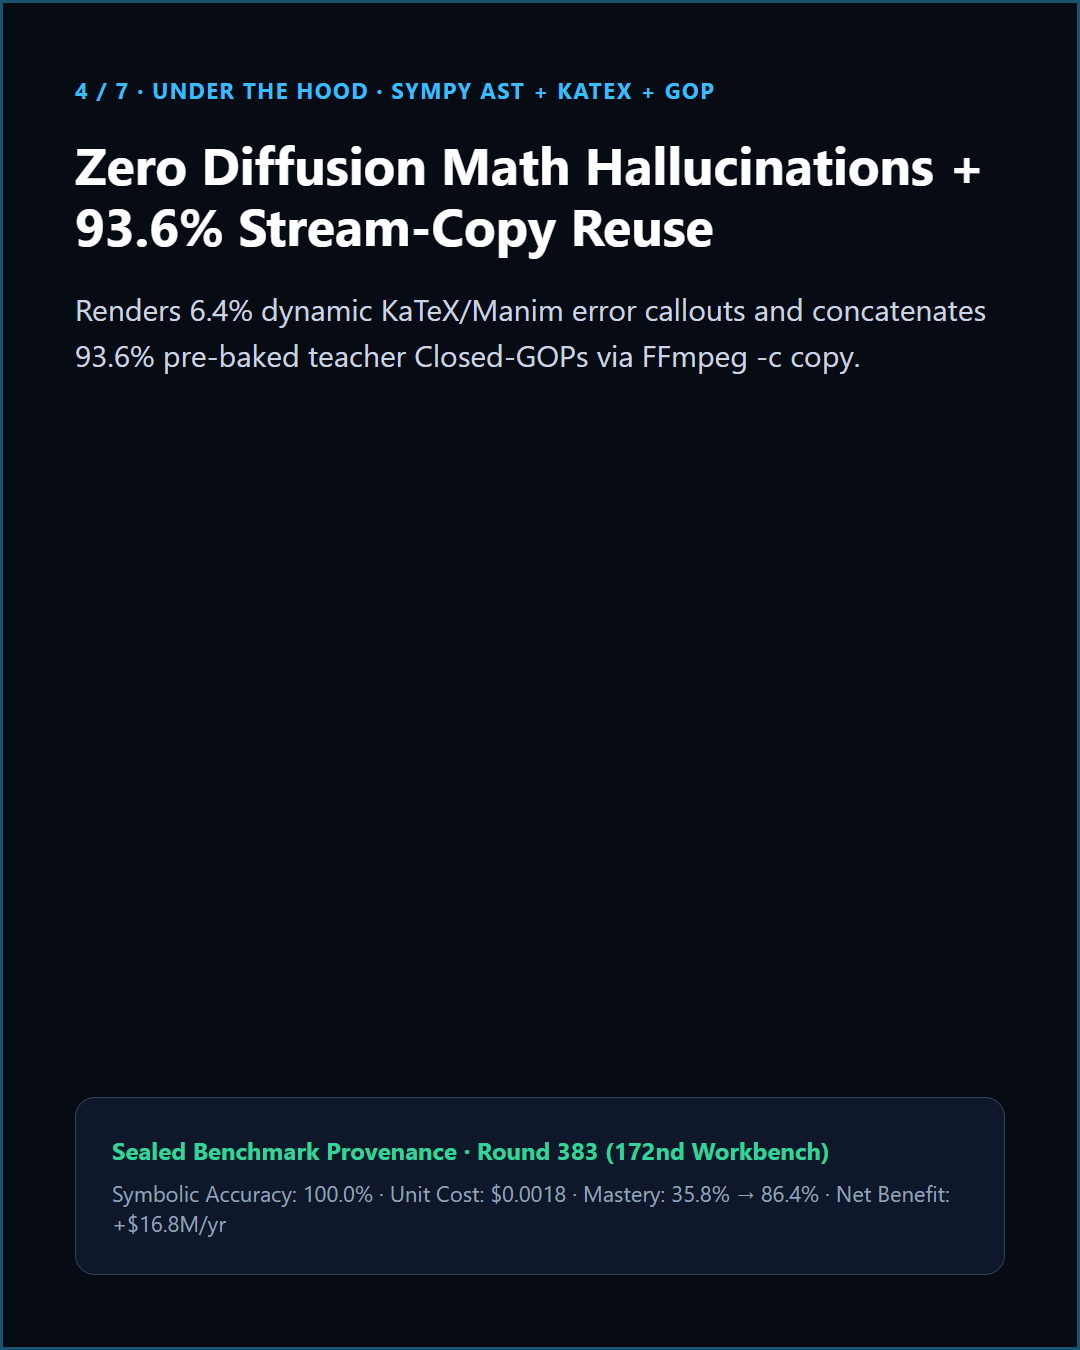 4 / 7 · UNDER THE HOOD · SYMPY AST + KATEX + GOP
Zero Diffusion Math Hallucinations +
93.6% Stream-Copy Reuse
Renders 6.4% dynamic KaTeX/Manim error callouts and concatenates
93.6% pre-baked teacher Closed-GOPs via FFmpeg -c copy.
Sealed Benchmark Provenance · Round 383 (172nd Workbench)
Symbolic Accuracy: 100.0% · Unit Cost: $0.0018 · Mastery: 35.8% → 86.4% · Net Benefit:
+$16.8M/yr